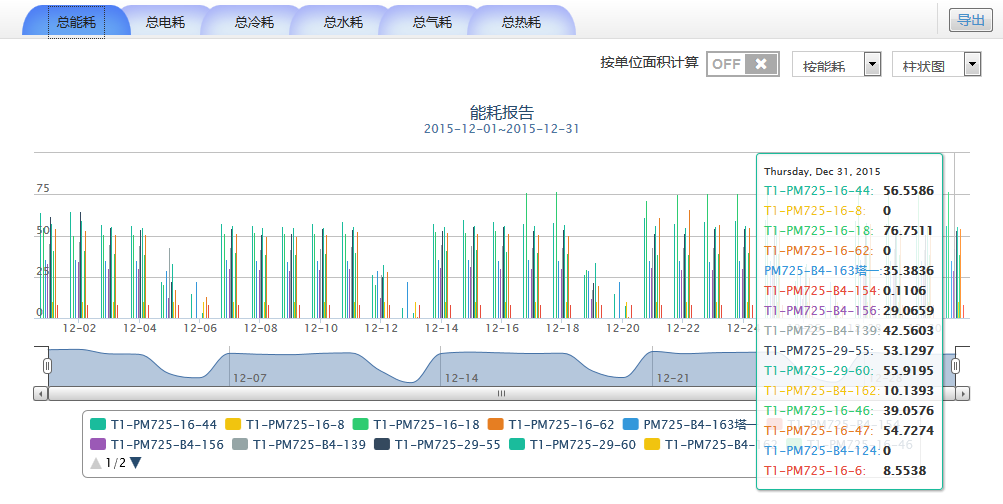 总能耗 总电耗 总冷耗 总水耗 总气耗 总热耗 导出
按单位面积计算 OFF 按能耗 柱状图
能耗报告
2015-12-01~2015-12-31
75
50
25
0
12-02 12-04 12-06 12-08 12-10 12-12 12-14 12-16 12-18 12-20 12-22 12-24
12-07 12-14 12-21
Thursday, Dec 31, 2015
T1-PM725-16-44: 56.5586
T1-PM725-16-8: 0
T1-PM725-16-18: 76.7511
T1-PM725-16-62: 0
PM725-B4-163塔一: 35.3836
T1-PM725-B4-154: 0.1106
T1-PM725-B4-156: 29.0659
T1-PM725-B4-139: 42.5603
T1-PM725-29-55: 53.1297
T1-PM725-29-60: 55.9195
T1-PM725-B4-162: 10.1393
T1-PM725-16-46: 39.0576
T1-PM725-16-47: 54.7274
T1-PM725-B4-124: 0
T1-PM725-16-6: 8.5538
T1-PM725-16-44 T1-PM725-16-8 T1-PM725-16-18 T1-PM725-16-62 PM725-B4-163塔一
T1-PM725-B4-156 T1-PM725-B4-139 T1-PM725-29-55 T1-PM725-29-60 T1-PM725-B4-162 T1-PM725-16-46
1/2